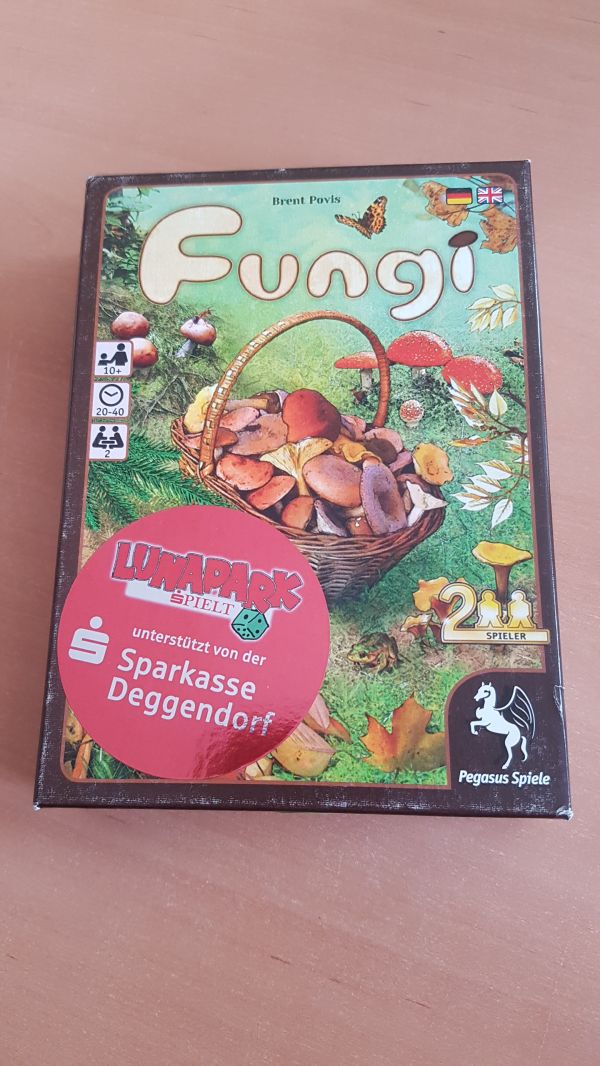 Brent Povis
Fungi
10+
20-40
2
LUNAPARK
SPIELT
unterstützt von der
Sparkasse
Deggendorf
2
SPIELER
Pegasus Spiele